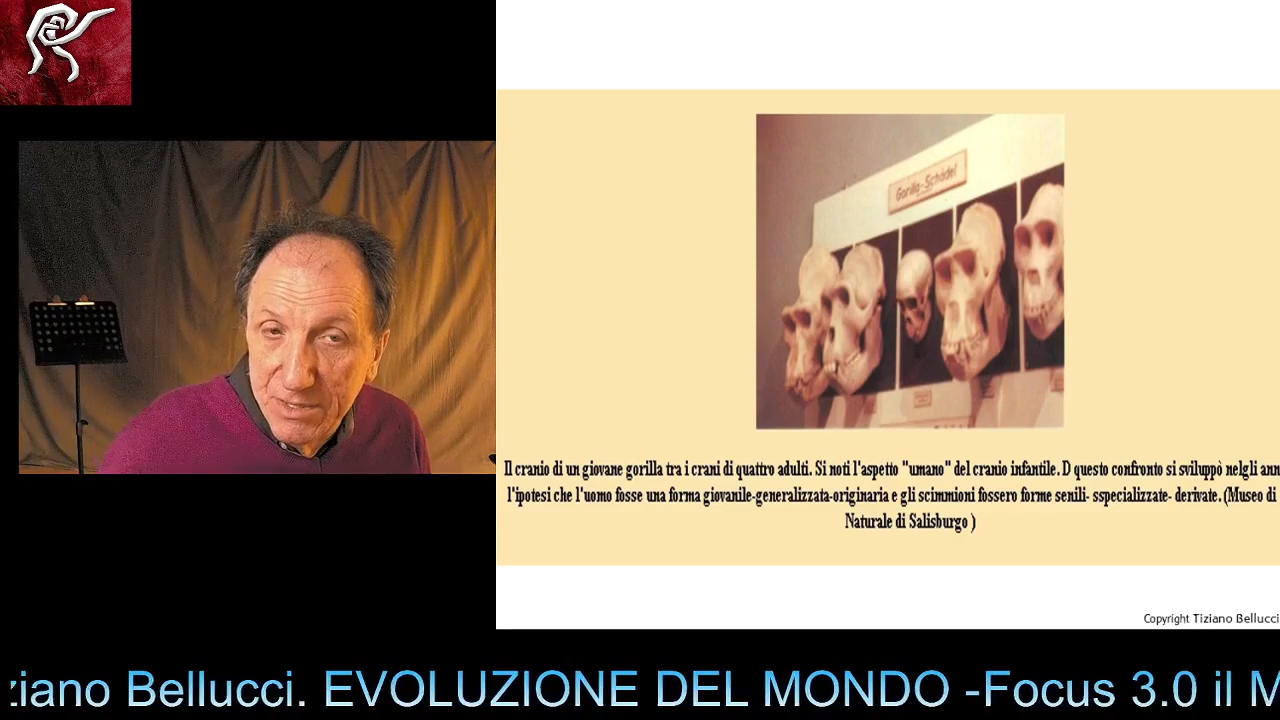 Gorilla-Schädel
Il cranio di un giovane gorilla tra i crani di quattro adulti. Si noti l'aspetto "umano" del cranio infantile. D questo confronto si sviluppò nelgli ann
l'ipotesi che l'uomo fosse una forma giovanile-generalizzata-originaria e gli scimmioni fossero forme senili- sspecializzate- derivate. (Museo di
Naturale di Salisburgo )
Copyright Tiziano Bellucci
ziano Bellucci. EVOLUZIONE DEL MONDO -Focus 3.0 il M